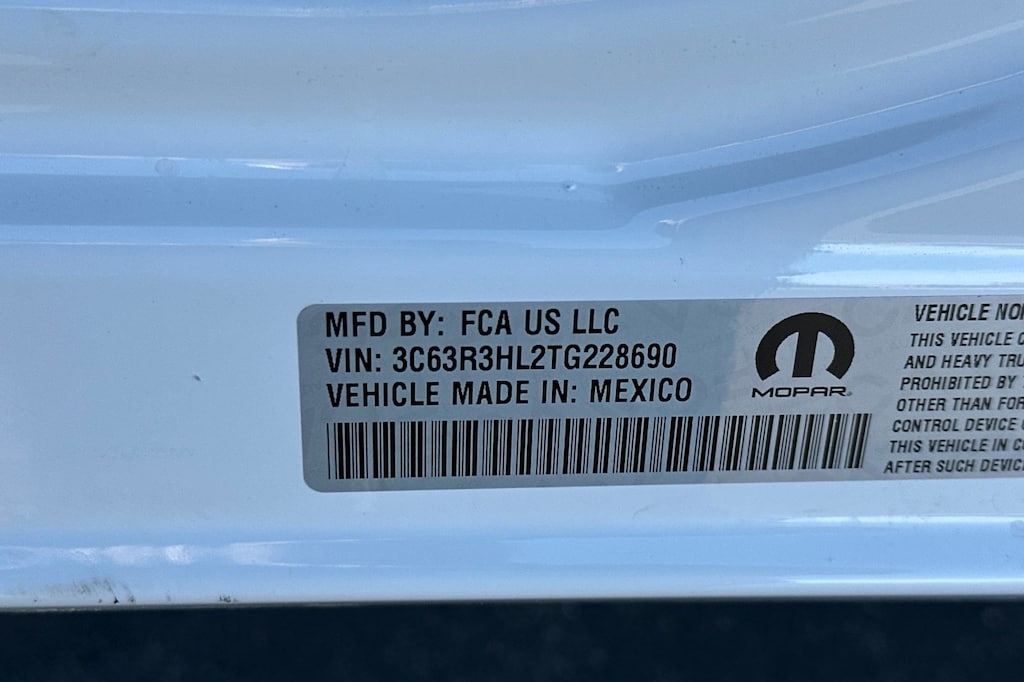 MFD BY: FCA US LLC
VIN: 3C63R3HL2TG228690
VEHICLE MADE IN: MEXICO
MOPAR
VEHICLE
THIS VEHICLE
AND HEAVY
PROHIBITED BY
OTHER THAN FOR
CONTROL DEVICE
THIS VEHICLE IN
AFTER SUCH